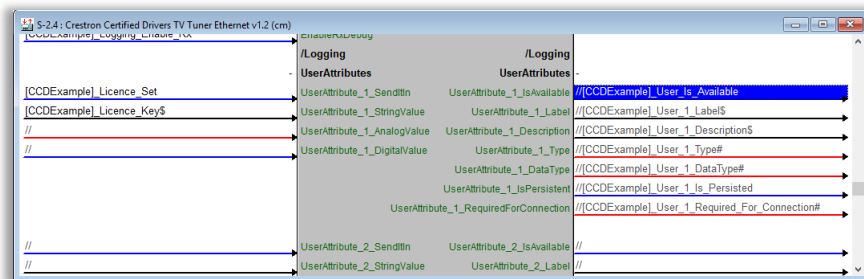 S-2.4 : Crestron Certified Drivers TV Tuner Ethernet v1.2 (cm)
[CCDExample]_Logging_Enable_Rx EnableRxDebug
/Logging /Logging
- UserAttributes UserAttributes -
[CCDExample]_Licence_Set UserAttribute_1_SendItIn UserAttribute_1_IsAvailable //[CCDExample]_User_Is_Available
[CCDExample]_Licence_Key$ UserAttribute_1_StringValue UserAttribute_1_Label //[CCDExample]_User_1_Label$
// UserAttribute_1_AnalogValue UserAttribute_1_Description //[CCDExample]_User_1_Description$
// UserAttribute_1_DigitalValue UserAttribute_1_Type //[CCDExample]_User_1_Type#
UserAttribute_1_DataType //[CCDExample]_User_1_DataType#
UserAttribute_1_IsPersistent //[CCDExample]_User_1_Is_Persisted
UserAttribute_1_RequiredForConnection //[CCDExample]_User_1_Required_For_Connection#
// UserAttribute_2_SendItIn UserAttribute_2_IsAvailable //
// UserAttribute_2_StringValue UserAttribute_2_Label //